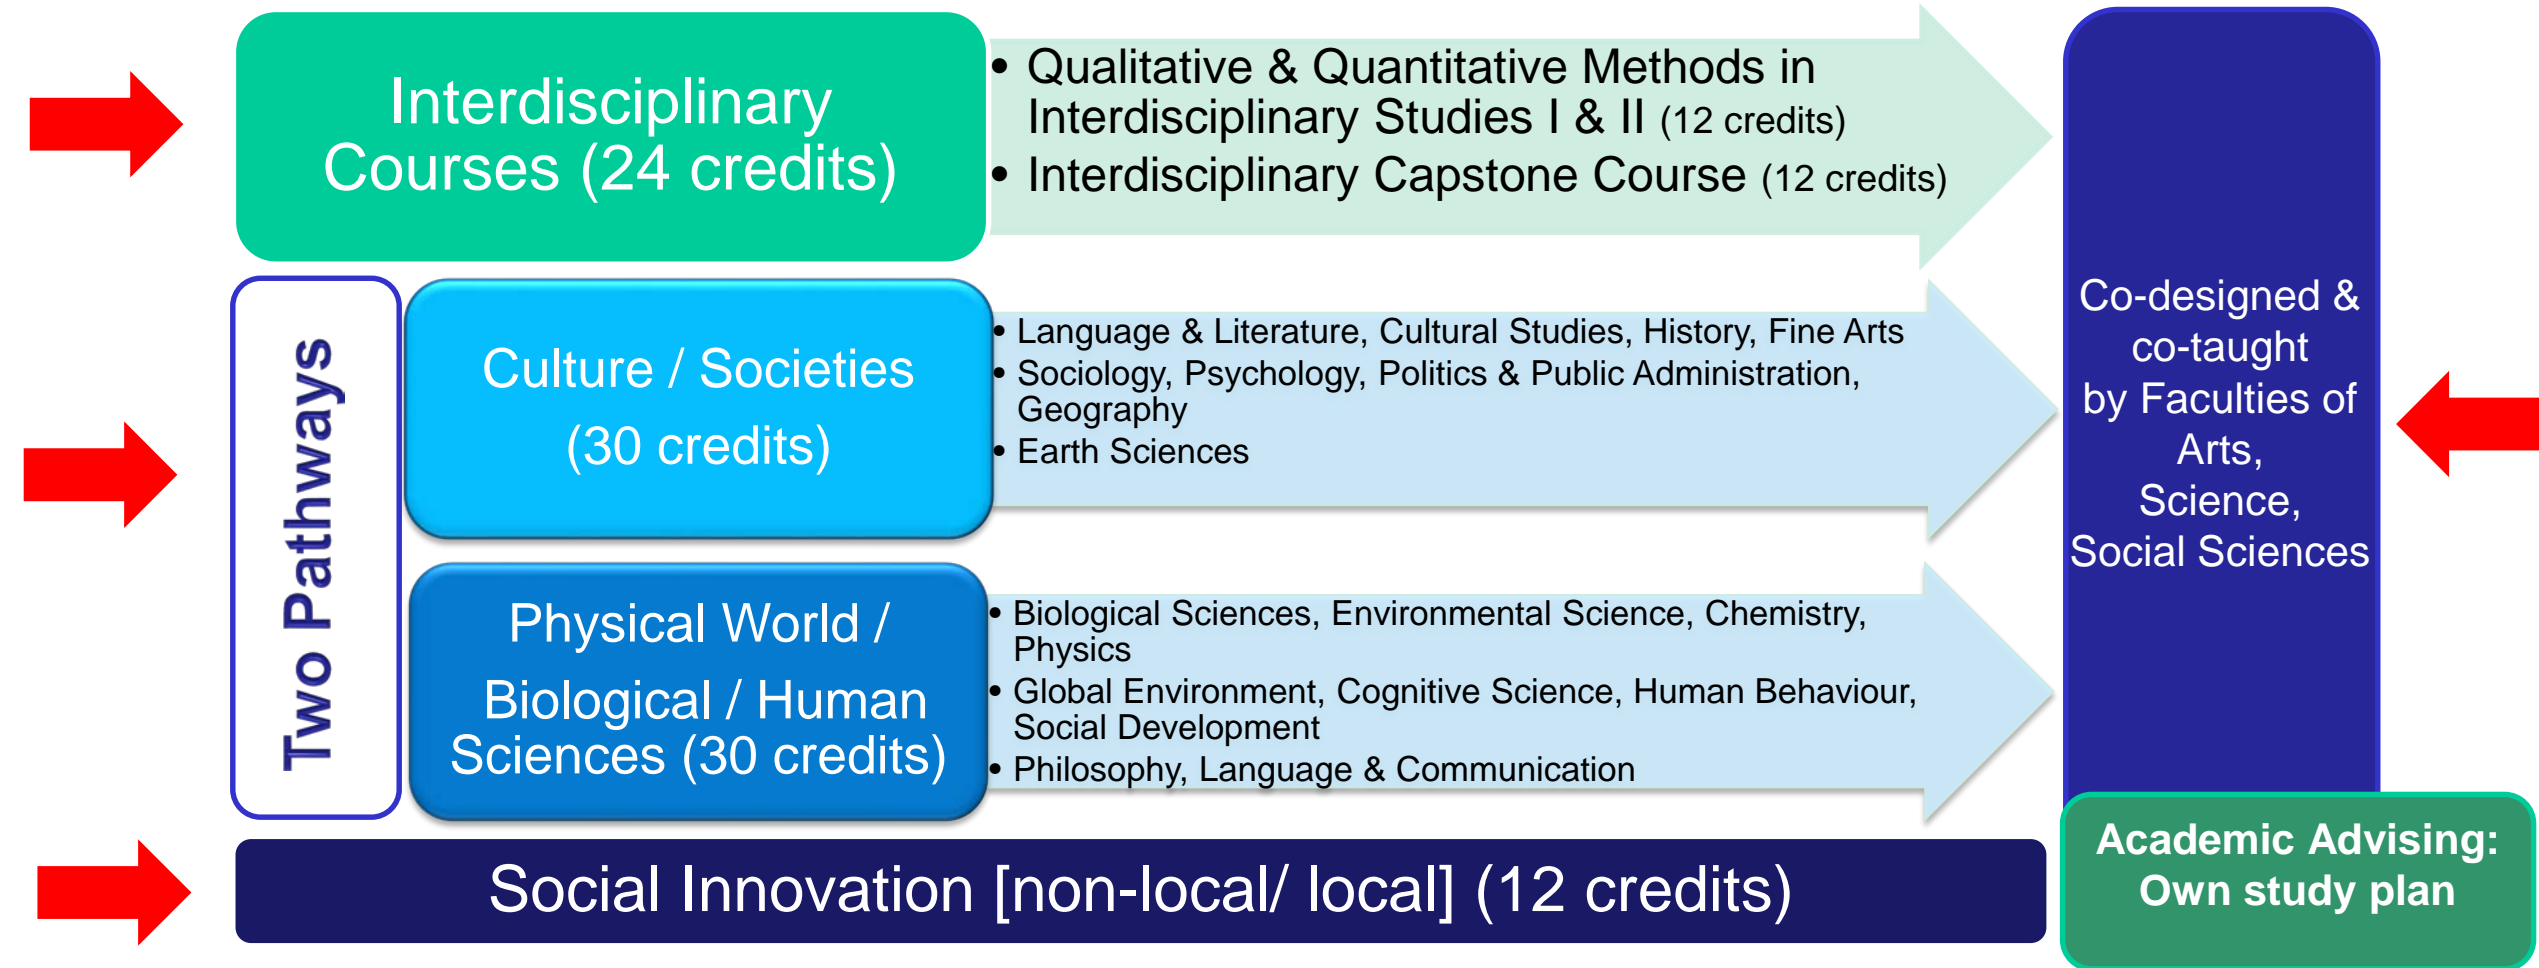 Interdisciplinary
Courses (24 credits)
• Qualitative & Quantitative Methods in
Interdisciplinary Studies I & II (12 credits)
• Interdisciplinary Capstone Course (12 credits)
Two Pathways
Culture / Societies
(30 credits)
• Language & Literature, Cultural Studies, History, Fine Arts
• Sociology, Psychology, Politics & Public Administration,
Geography
• Earth Sciences
Physical World /
Biological / Human
Sciences (30 credits)
• Biological Sciences, Environmental Science, Chemistry,
Physics
• Global Environment, Cognitive Science, Human Behaviour,
Social Development
• Philosophy, Language & Communication
Social Innovation [non-local/ local] (12 credits)
Co-designed &
co-taught
by Faculties of
Arts,
Science,
Social Sciences
Academic Advising:
Own study plan